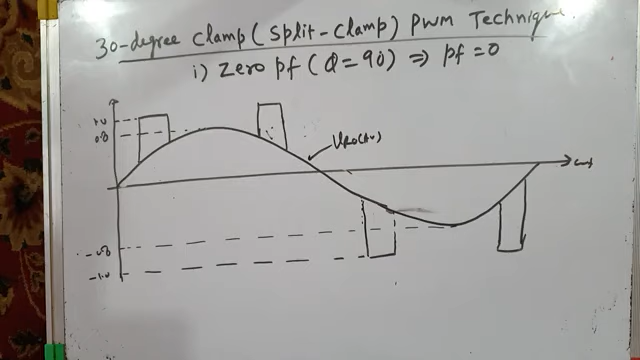 30-degree clamp (split-clamp) PWM Technique.
i) Zero pf (Q = 90) ⇒ pf = 0
1.0
0.8
-0.8
-1.0